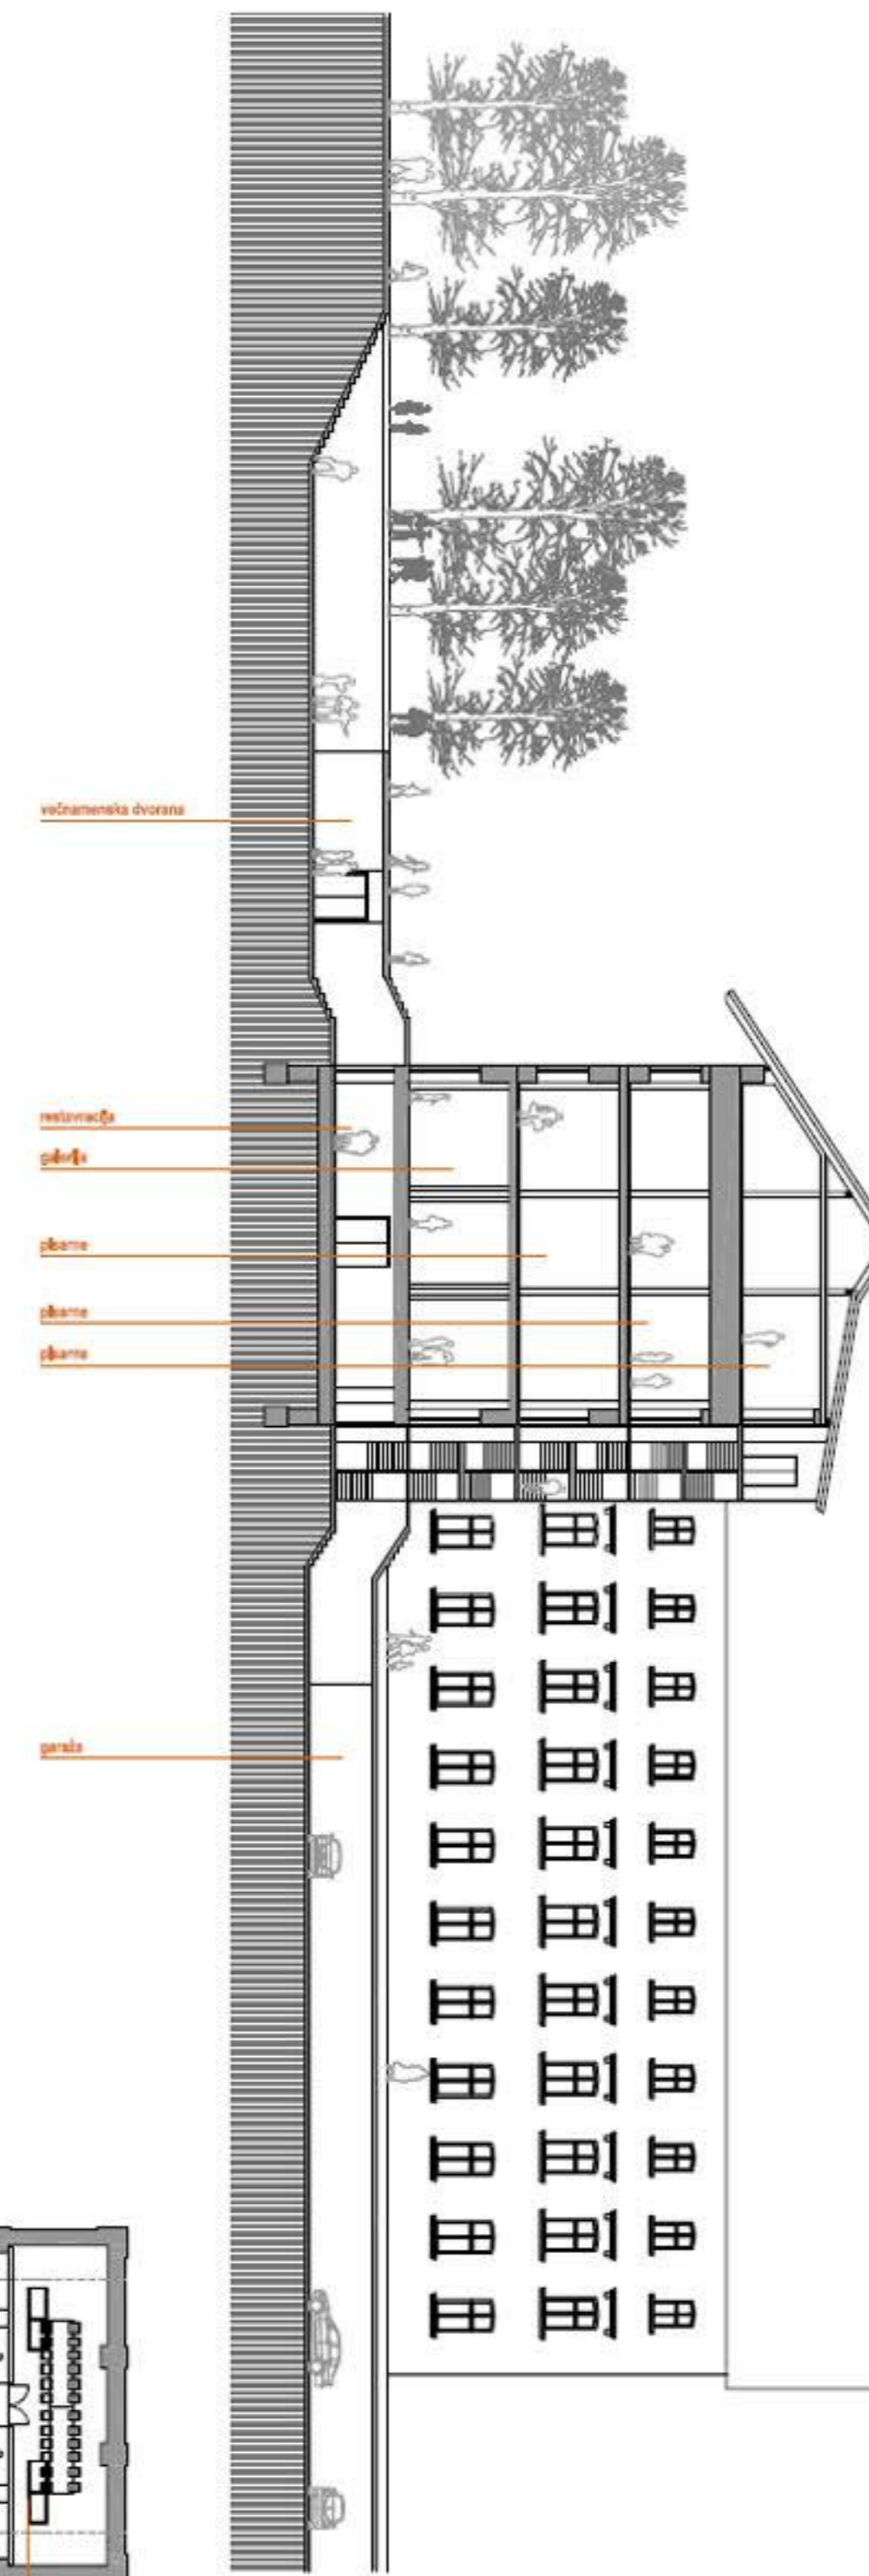 večnamenska dvorana
restavracija
galerija
pisarne
pisarne
pisarne
garaža